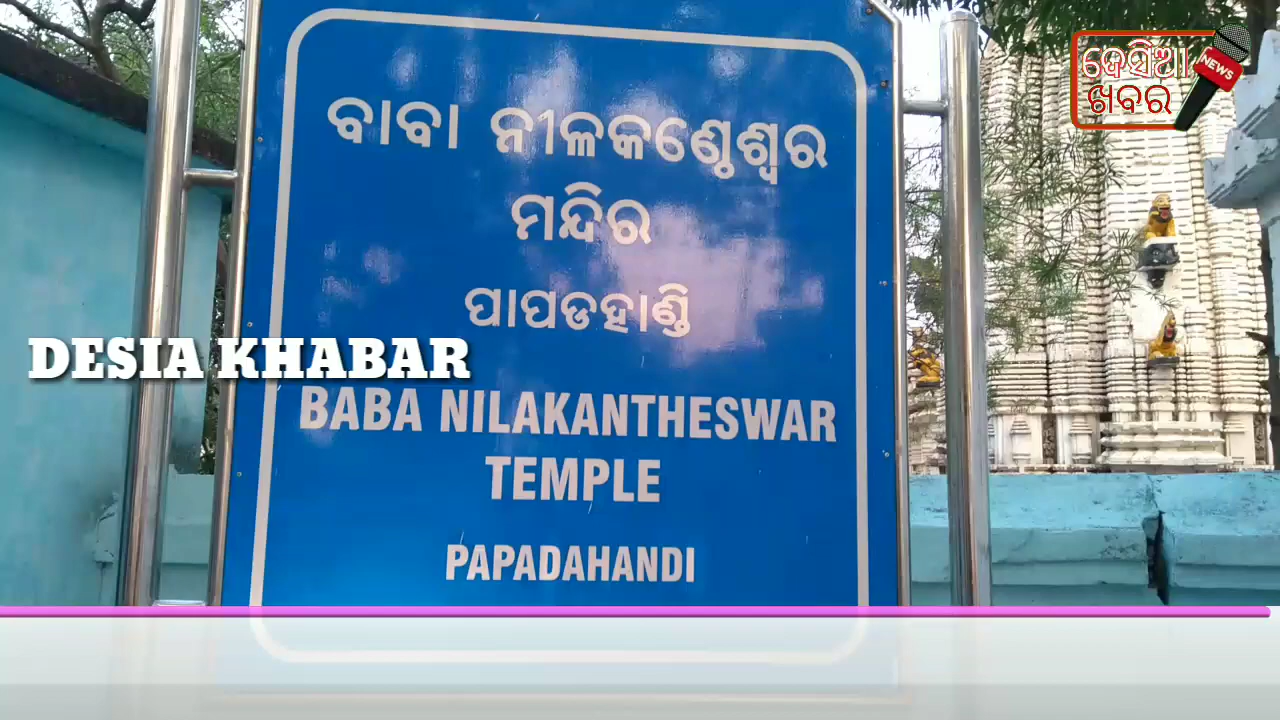 ଦେସିଆ
ଖବର
NEWS
ବାବା ନୀଳକଣ୍ଠେଶ୍ୱର
ମନ୍ଦିର
ପାପଡହାଣ୍ଡି
DESIA KHABAR
BABA NILAKANTHESWAR
TEMPLE
PAPADAHANDI